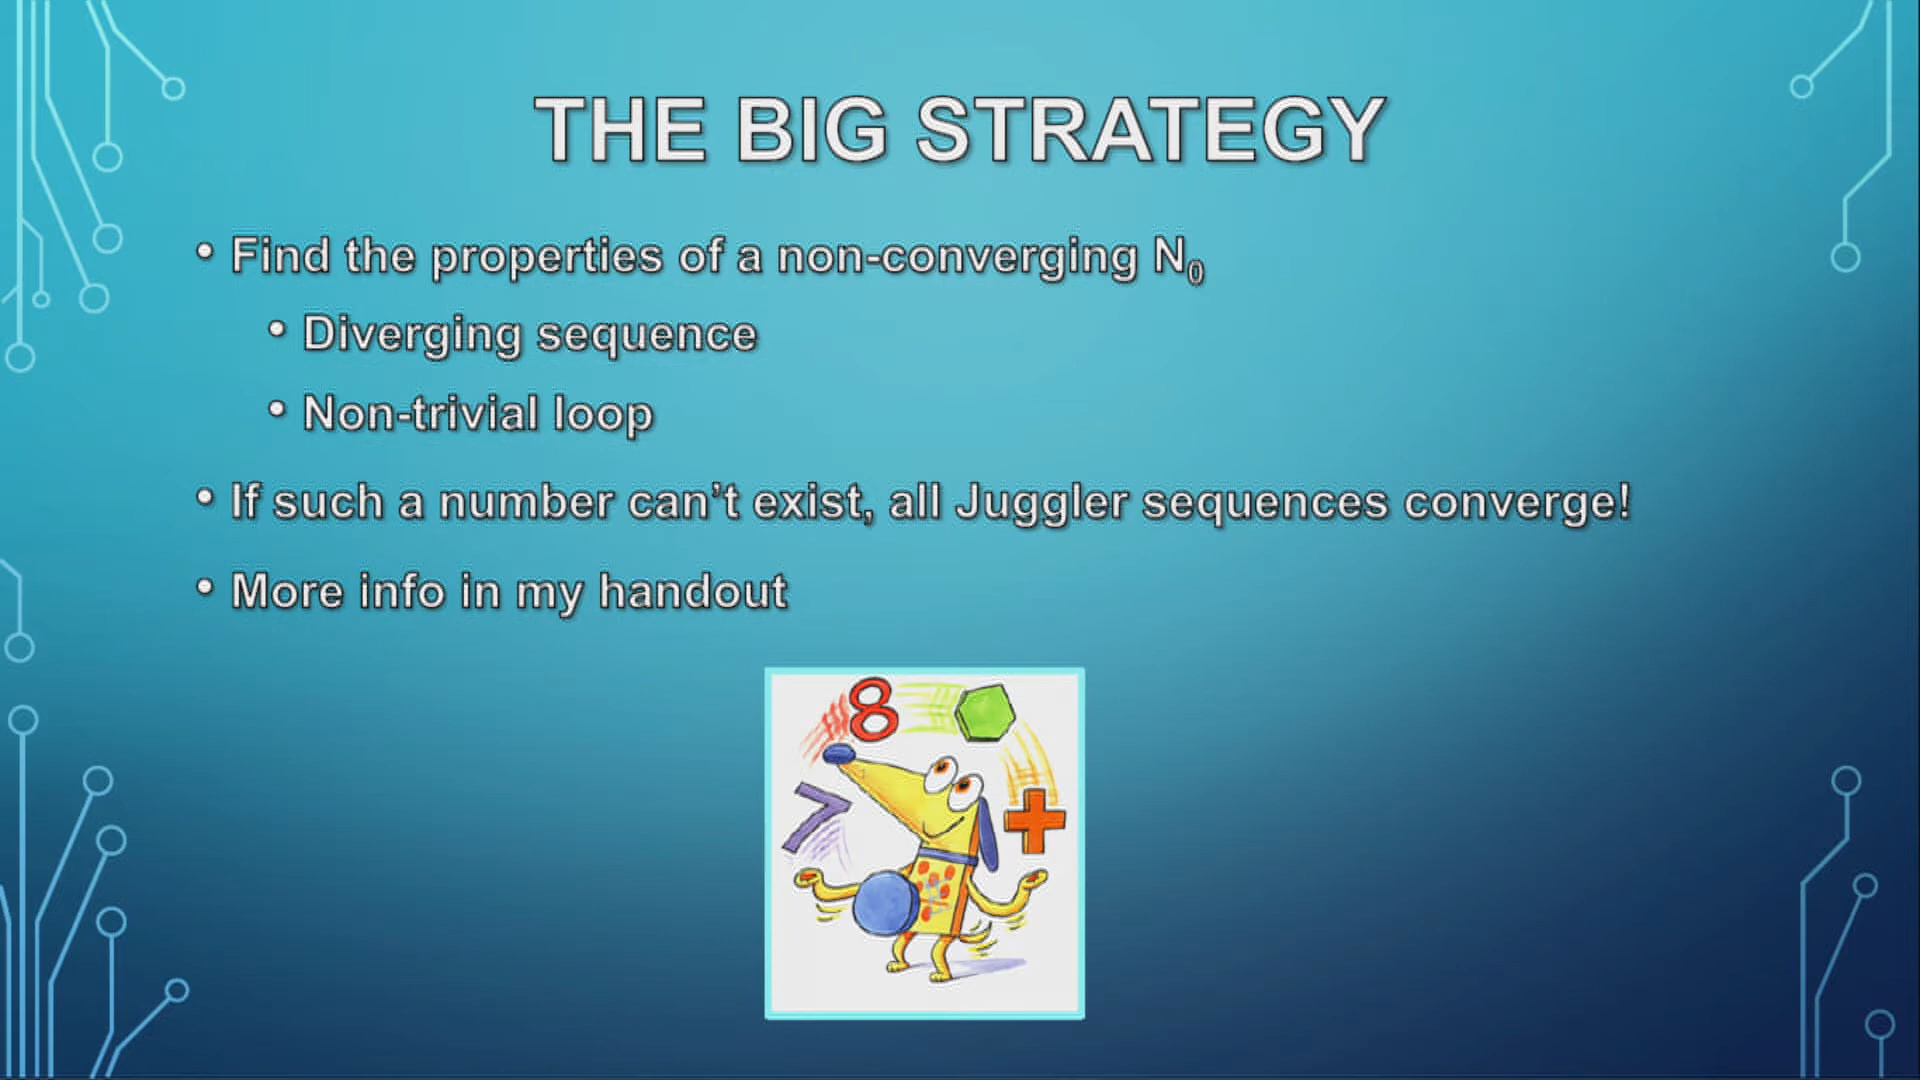 THE BIG STRATEGY
• Find the properties of a non-converging N₀
• Diverging sequence
• Non-trivial loop
• If such a number can’t exist, all Juggler sequences converge!
• More info in my handout
8
7
+